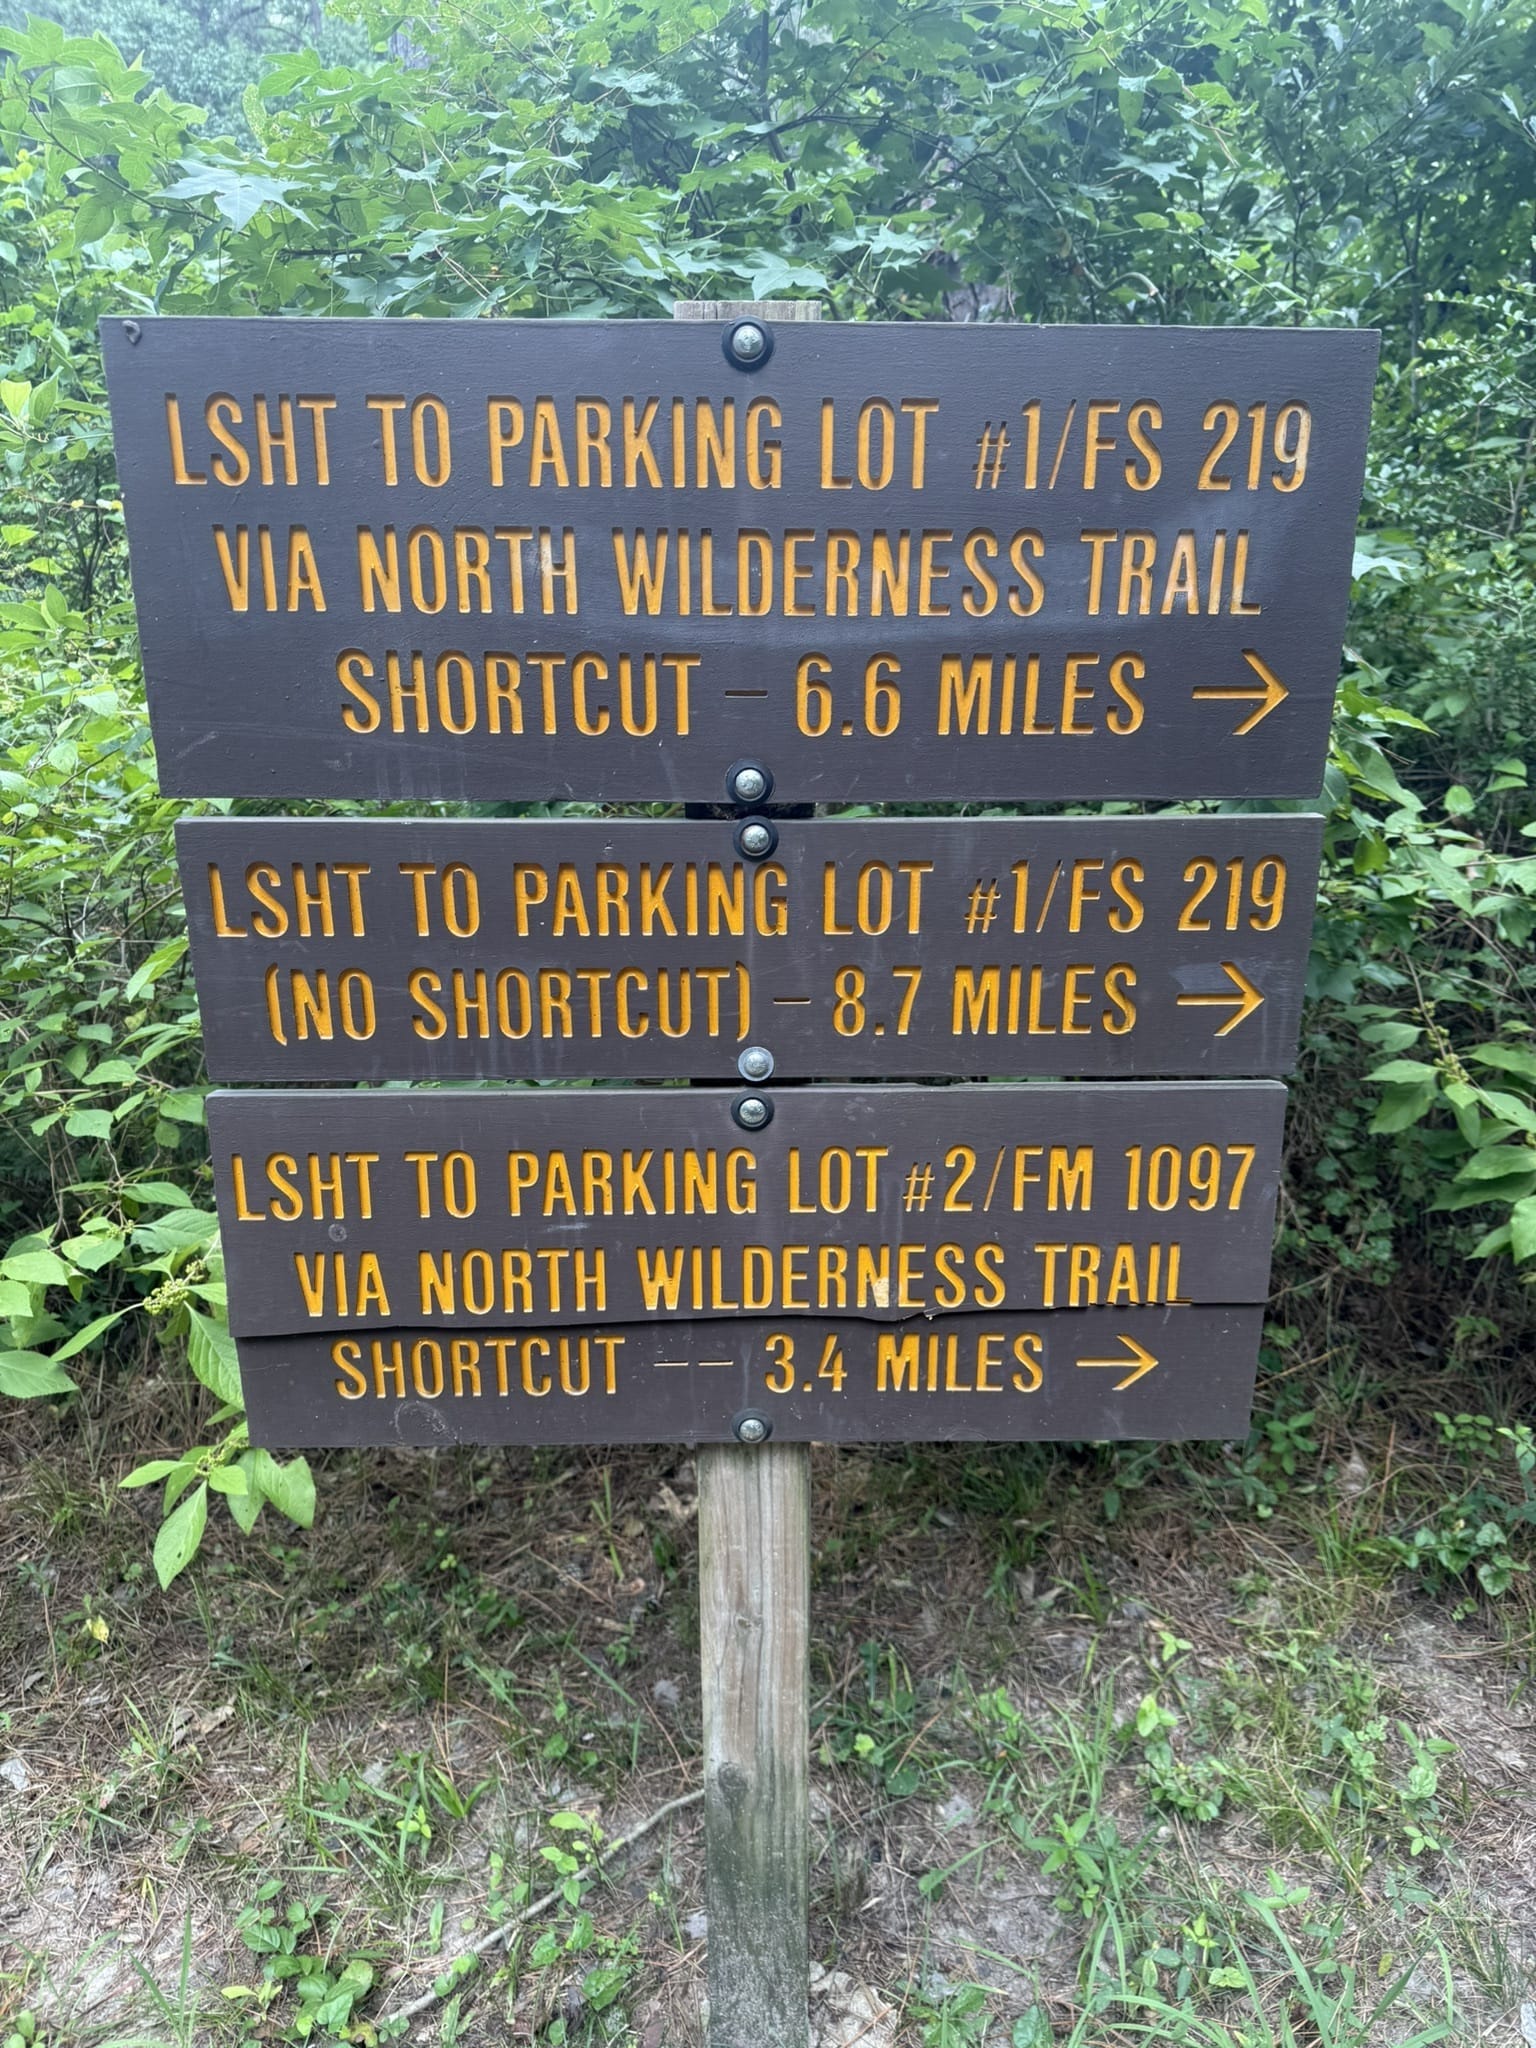 LSHT TO PARKING LOT #1/FS 219
VIA NORTH WILDERNESS TRAIL
SHORTCUT – 6.6 MILES →
LSHT TO PARKING LOT #1/FS 219
(NO SHORTCUT) – 8.7 MILES →
LSHT TO PARKING LOT #2/FM 1097
VIA NORTH WILDERNESS TRAIL
SHORTCUT -- 3.4 MILES →